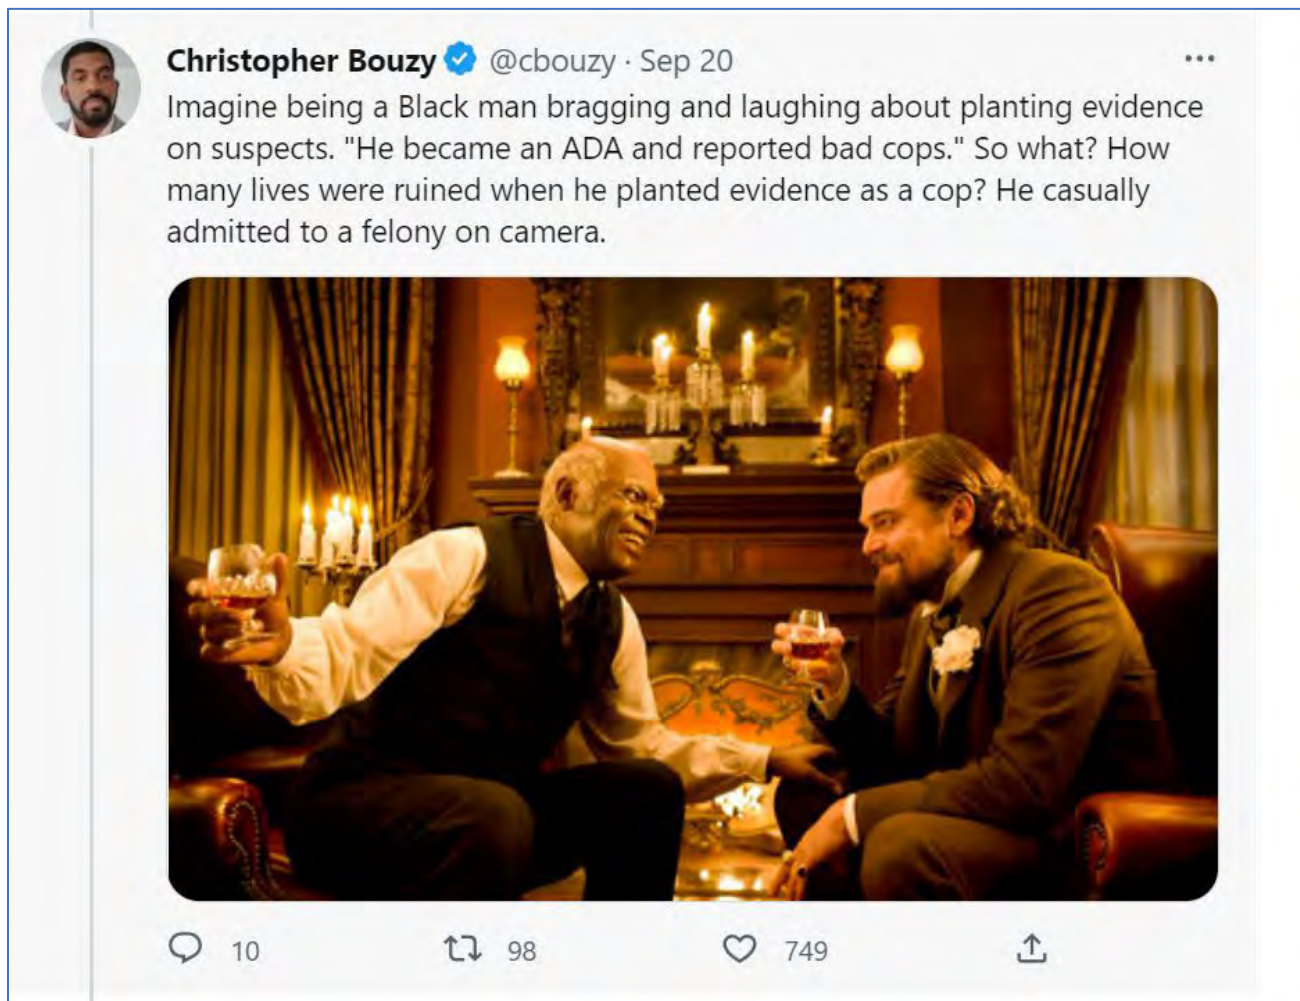 Christopher Bouzy @cbouzy · Sep 20
Imagine being a Black man bragging and laughing about planting evidence
on suspects. "He became an ADA and reported bad cops." So what? How
many lives were ruined when he planted evidence as a cop? He casually
admitted to a felony on camera.
10 98 749